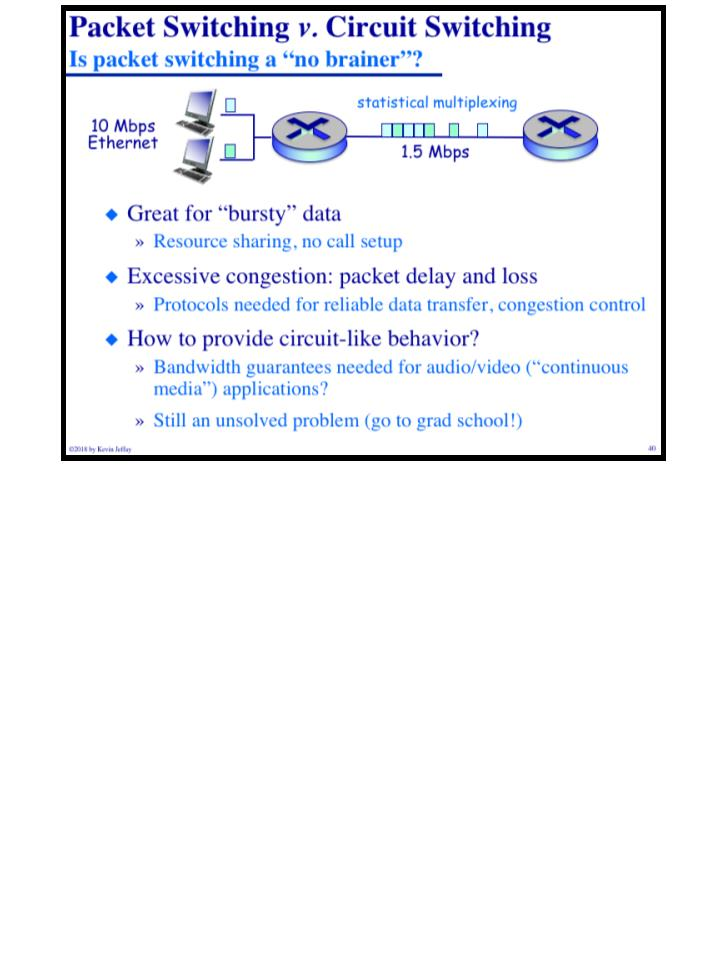 Packet Switching v. Circuit Switching
Is packet switching a “no brainer”?
statistical multiplexing
10 Mbps
Ethernet
1.5 Mbps
◆ Great for “bursty” data
» Resource sharing, no call setup
◆ Excessive congestion: packet delay and loss
» Protocols needed for reliable data transfer, congestion control
◆ How to provide circuit-like behavior?
» Bandwidth guarantees needed for audio/video (“continuous
media”) applications?
» Still an unsolved problem (go to grad school!)
©2018 by Kevin Jeffay
40